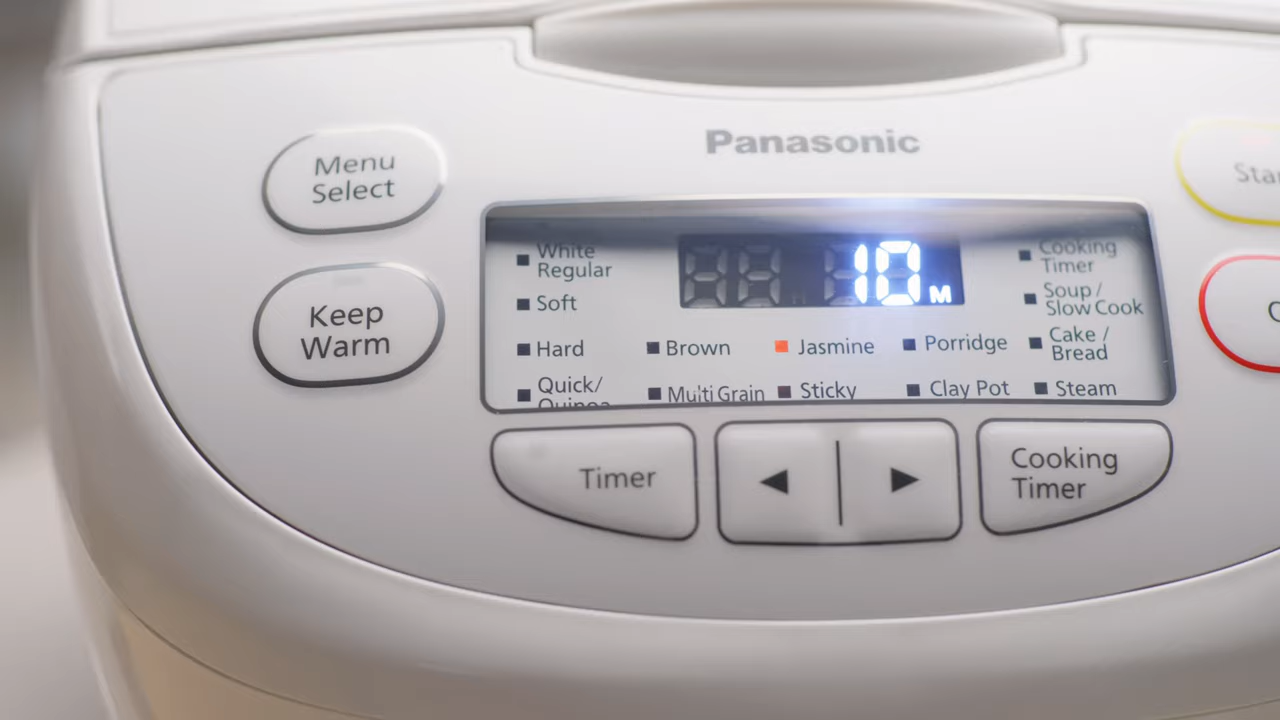 Panasonic
Menu
Select
Keep
Warm
White
Regular
Soft
Hard
Quick/
Quinoa
Brown
Multi Grain
10 M
Jasmine
Sticky
Porridge
Clay Pot
Cooking
Timer
Soup /
Slow Cook
Cake /
Bread
Steam
Timer
◀ ▶
Cooking
Timer